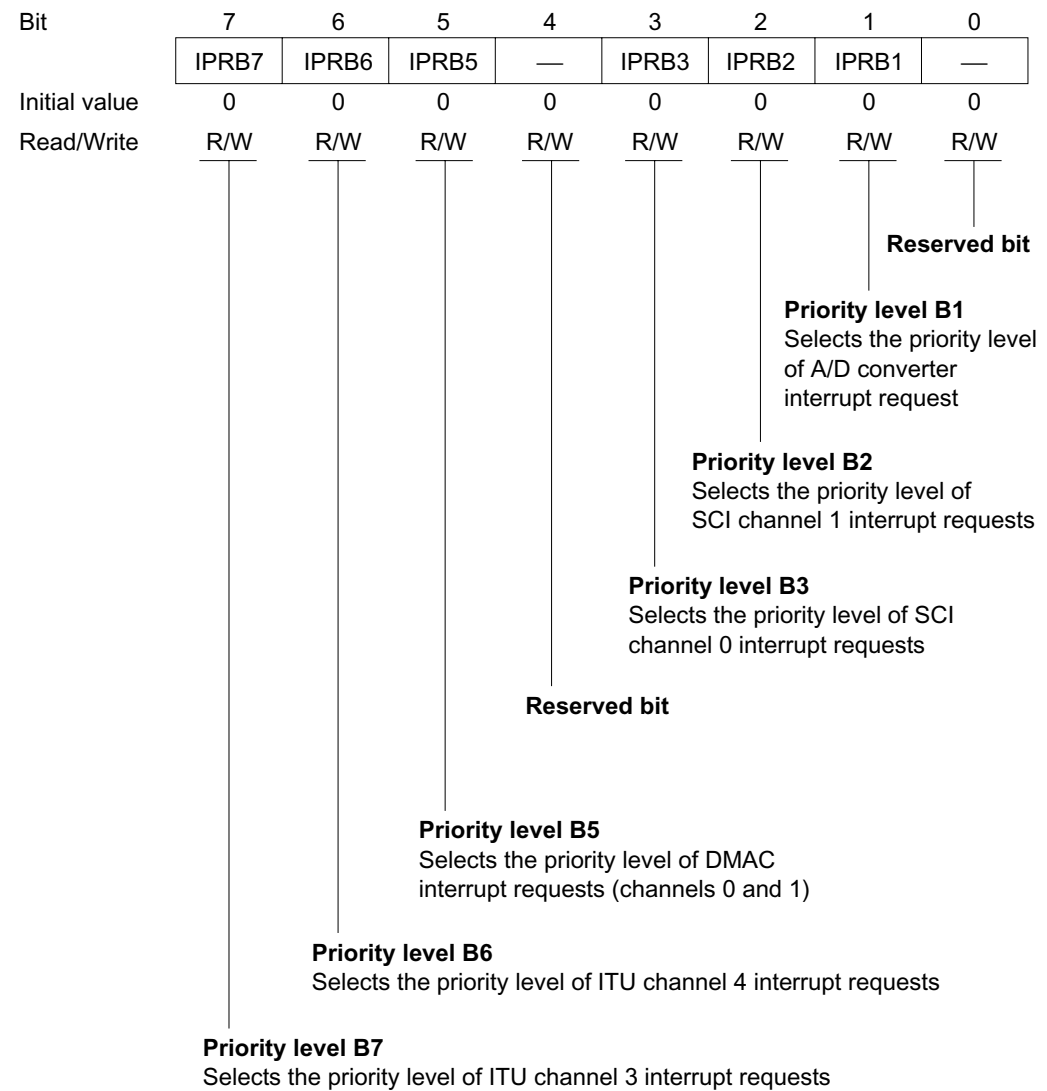 Bit 7 6 5 4 3 2 1 0
IPRB7 IPRB6 IPRB5 — IPRB3 IPRB2 IPRB1 —
Initial value 0 0 0 0 0 0 0 0
Read/Write R/W R/W R/W R/W R/W R/W R/W R/W
Reserved bit
Priority level B1
Selects the priority level
of A/D converter
interrupt request
Priority level B2
Selects the priority level of
SCI channel 1 interrupt requests
Priority level B3
Selects the priority level of SCI
channel 0 interrupt requests
Reserved bit
Priority level B5
Selects the priority level of DMAC
interrupt requests (channels 0 and 1)
Priority level B6
Selects the priority level of ITU channel 4 interrupt requests
Priority level B7
Selects the priority level of ITU channel 3 interrupt requests